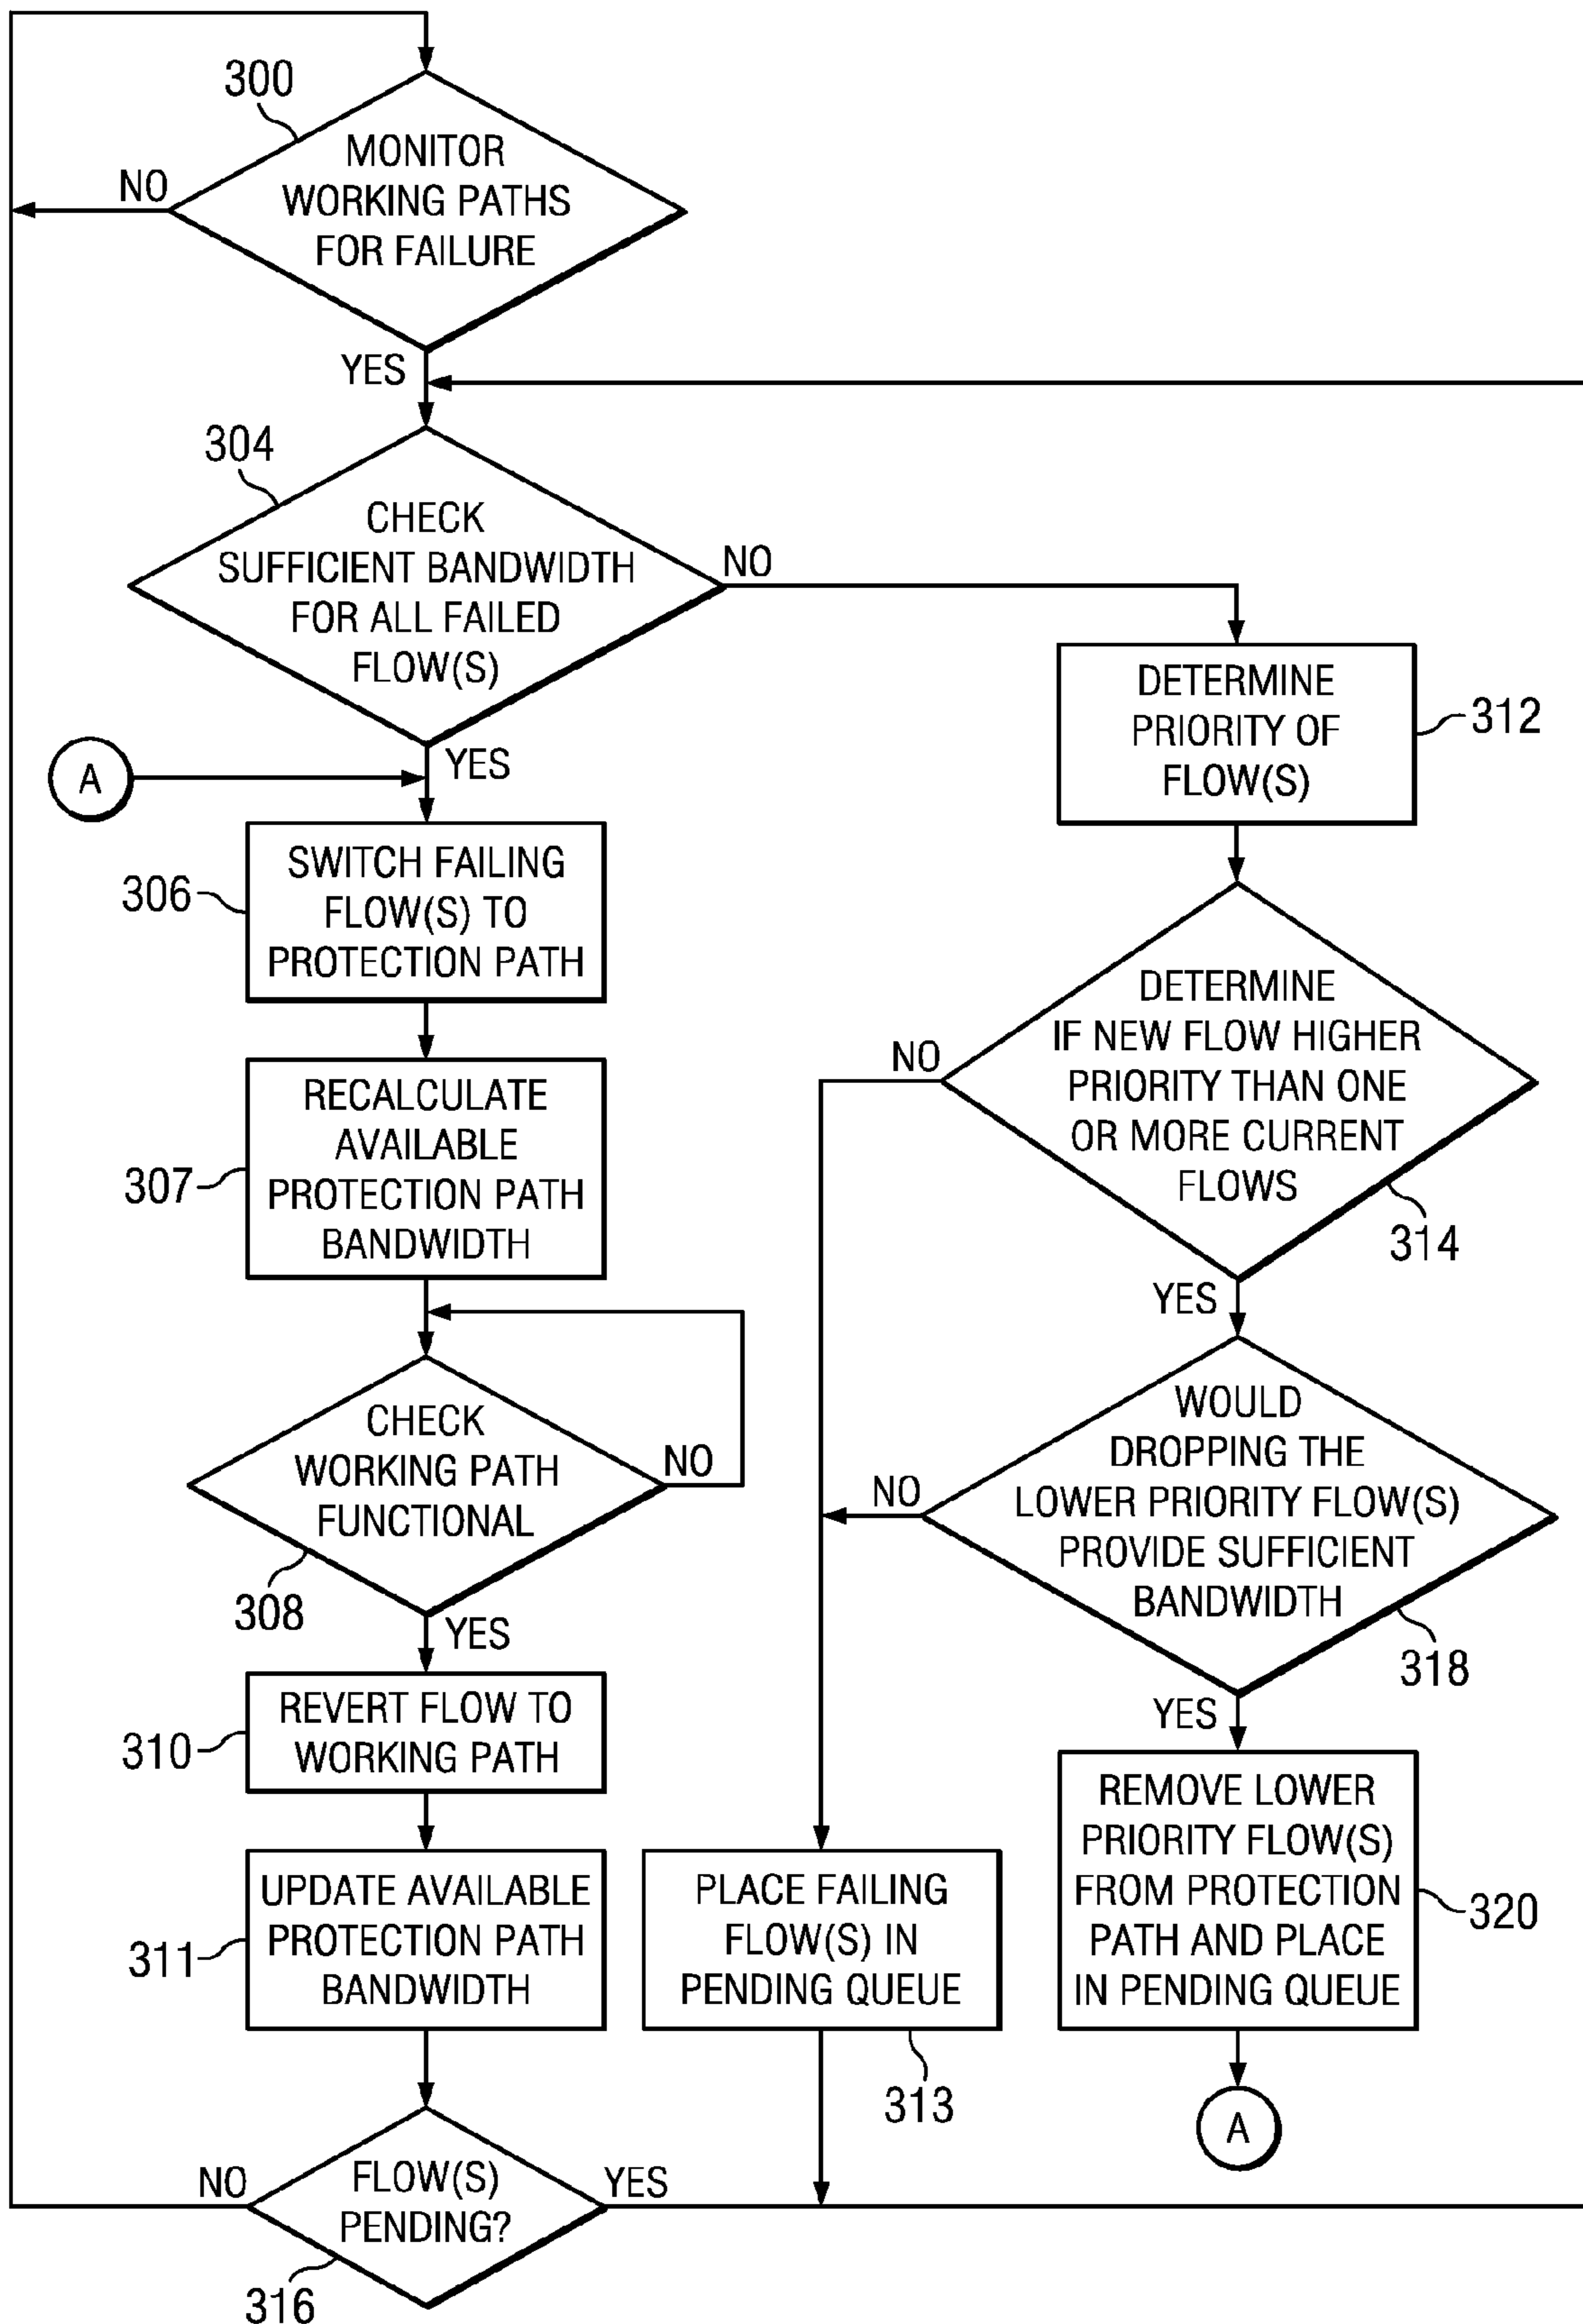 300
MONITOR
WORKING PATHS
FOR FAILURE
NO
YES
304
CHECK
SUFFICIENT BANDWIDTH
FOR ALL FAILED
FLOW(S)
NO
YES
A
306
SWITCH FAILING
FLOW(S) TO
PROTECTION PATH
307
RECALCULATE
AVAILABLE
PROTECTION PATH
BANDWIDTH
CHECK
WORKING PATH
FUNCTIONAL
NO
308
YES
310
REVERT FLOW TO
WORKING PATH
311
UPDATE AVAILABLE
PROTECTION PATH
BANDWIDTH
NO
FLOW(S)
PENDING?
YES
316
DETERMINE
PRIORITY OF
FLOW(S)
312
DETERMINE
IF NEW FLOW HIGHER
PRIORITY THAN ONE
OR MORE CURRENT
FLOWS
NO
314
YES
WOULD
DROPPING THE
LOWER PRIORITY FLOW(S)
PROVIDE SUFFICIENT
BANDWIDTH
NO
318
YES
PLACE FAILING
FLOW(S) IN
PENDING QUEUE
313
REMOVE LOWER
PRIORITY FLOW(S)
FROM PROTECTION
PATH AND PLACE
IN PENDING QUEUE
320
A